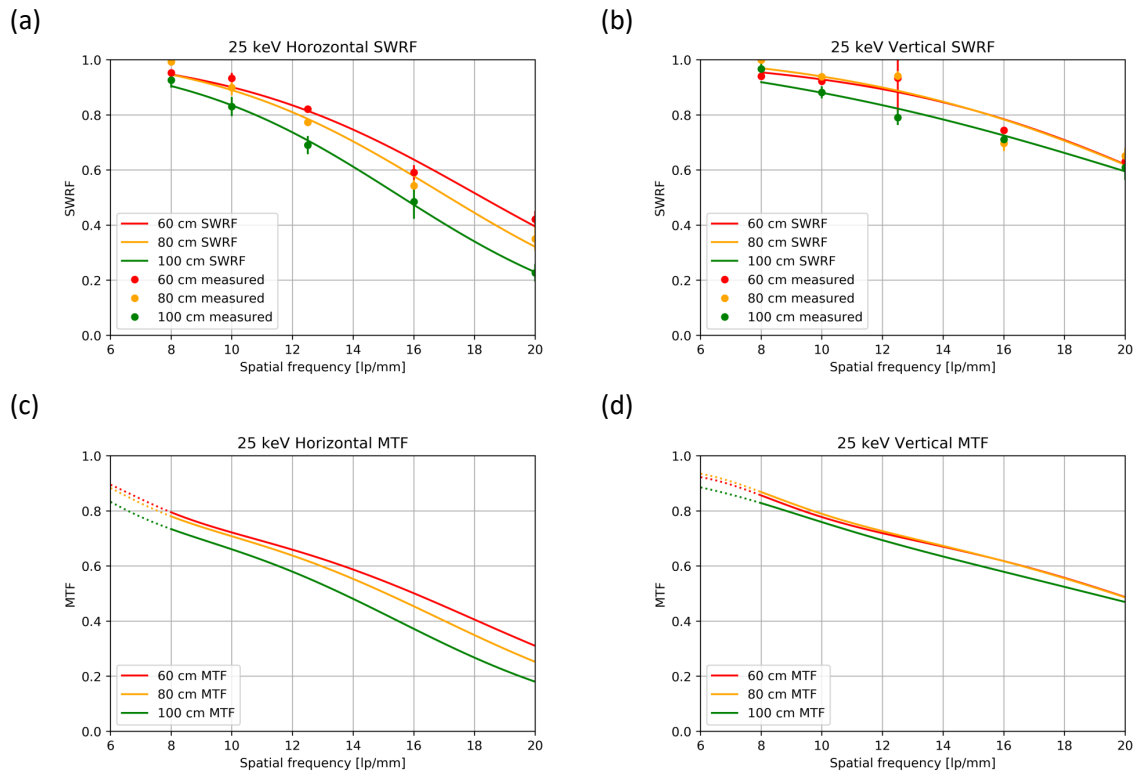 (a)
25 keV Horozontal SWRF
SWRF
1.0
0.8
0.6
0.4
0.2
0.0
60 cm SWRF
80 cm SWRF
100 cm SWRF
60 cm measured
80 cm measured
100 cm measured
6 8 10 12 14 16 18 20
Spatial frequency [lp/mm]
(b)
25 keV Vertical SWRF
SWRF
1.0
0.8
0.6
0.4
0.2
0.0
60 cm SWRF
80 cm SWRF
100 cm SWRF
60 cm measured
80 cm measured
100 cm measured
6 8 10 12 14 16 18 20
Spatial frequency [lp/mm]
(c)
25 keV Horizontal MTF
MTF
1.0
0.8
0.6
0.4
0.2
0.0
60 cm MTF
80 cm MTF
100 cm MTF
6 8 10 12 14 16 18 20
Spatial frequency [lp/mm]
(d)
25 keV Vertical MTF
MTF
1.0
0.8
0.6
0.4
0.2
0.0
60 cm MTF
80 cm MTF
100 cm MTF
6 8 10 12 14 16 18 20
Spatial frequency [lp/mm]